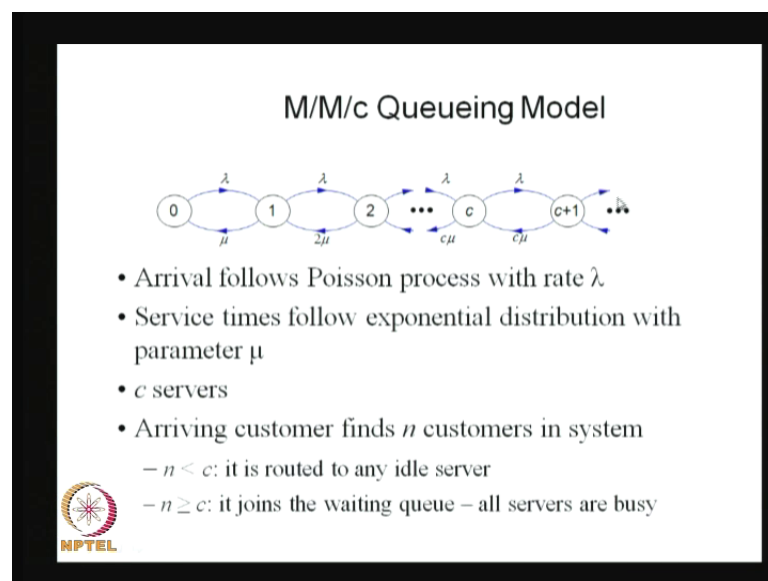 M/M/c Queueing Model
λ λ λ λ
0 1 2 ••• c c+1 •••
μ 2μ cμ cμ
• Arrival follows Poisson process with rate λ
• Service times follow exponential distribution with
parameter μ
• c servers
• Arriving customer finds n customers in system
– n < c: it is routed to any idle server
– n ≥ c: it joins the waiting queue – all servers are busy
NPTEL